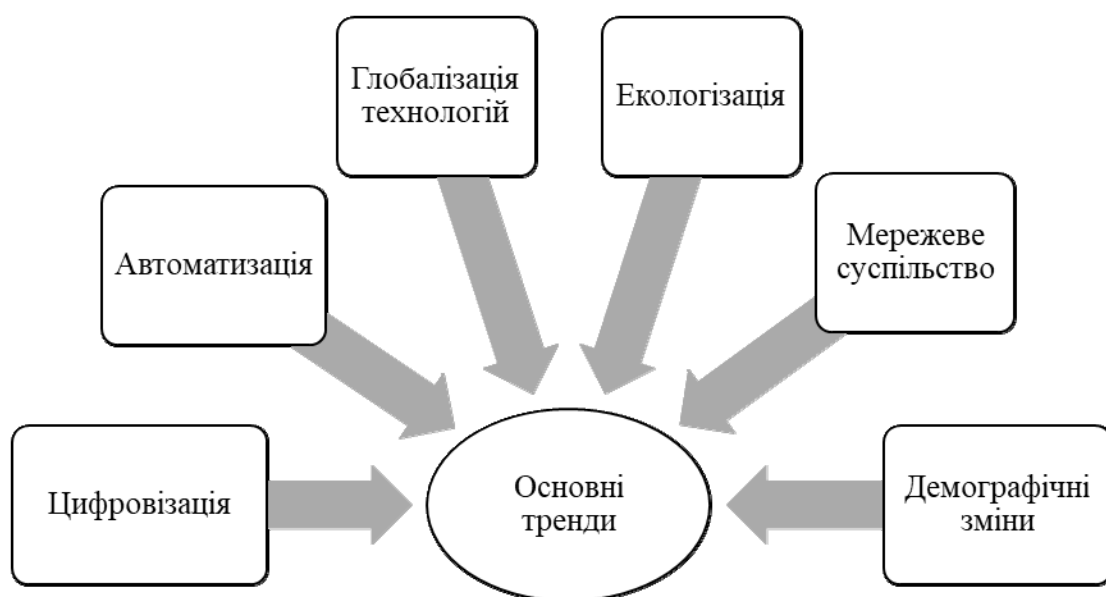 Глобалізація
технологій
Екологізація
Автоматизація
Мережеве
суспільство
Цифровізація
Основні
тренди
Демографічні
зміни